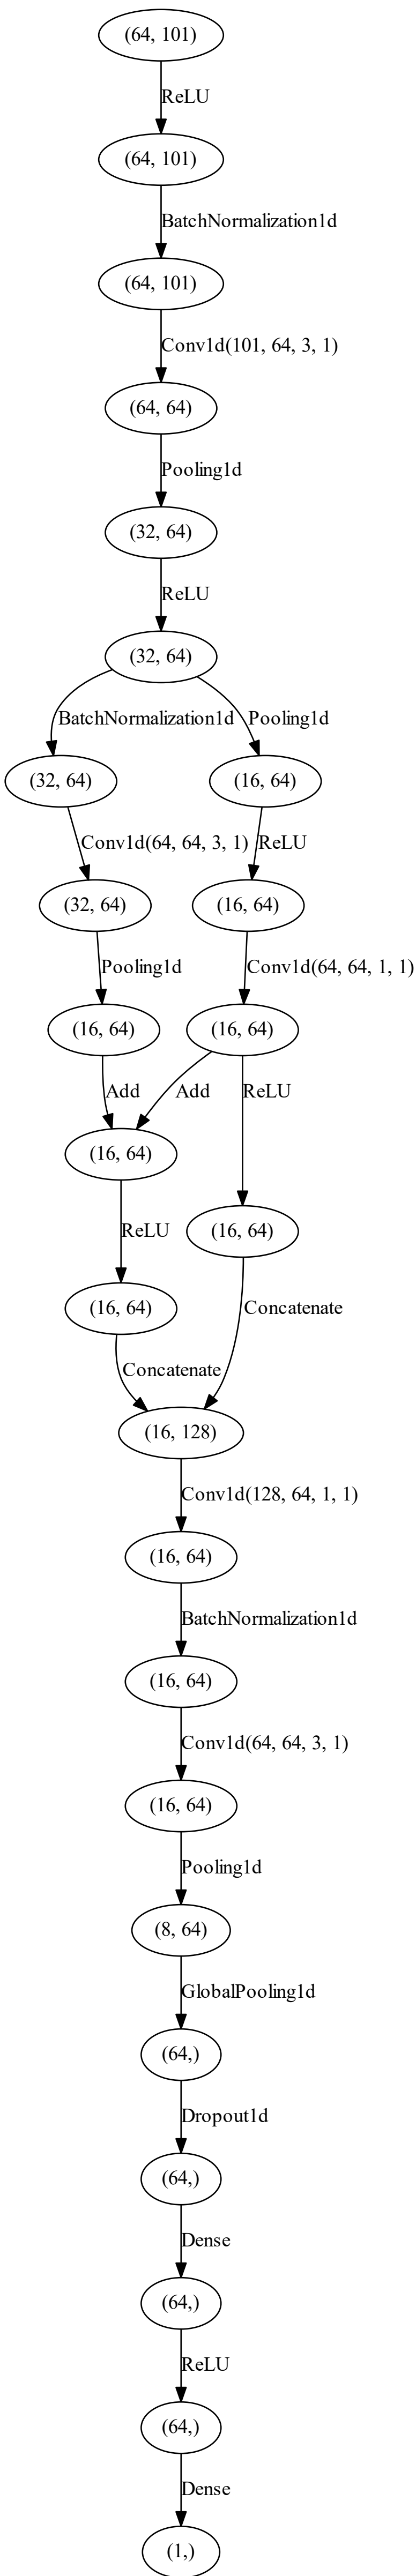 (64, 101)
ReLU
(64, 101)
BatchNormalization1d
(64, 101)
Conv1d(101, 64, 3, 1)
(64, 64)
Pooling1d
(32, 64)
ReLU
(32, 64)
BatchNormalization1d Pooling1d
(32, 64) (16, 64)
Conv1d(64, 64, 3, 1) ReLU
(32, 64) (16, 64)
Pooling1d Conv1d(64, 64, 1, 1)
(16, 64) (16, 64)
Add Add ReLU
(16, 64)
ReLU (16, 64)
(16, 64) Concatenate
Concatenate
(16, 128)
Conv1d(128, 64, 1, 1)
(16, 64)
BatchNormalization1d
(16, 64)
Conv1d(64, 64, 3, 1)
(16, 64)
Pooling1d
(8, 64)
GlobalPooling1d
(64,)
Dropout1d
(64,)
Dense
(64,)
ReLU
(64,)
Dense
(1,)